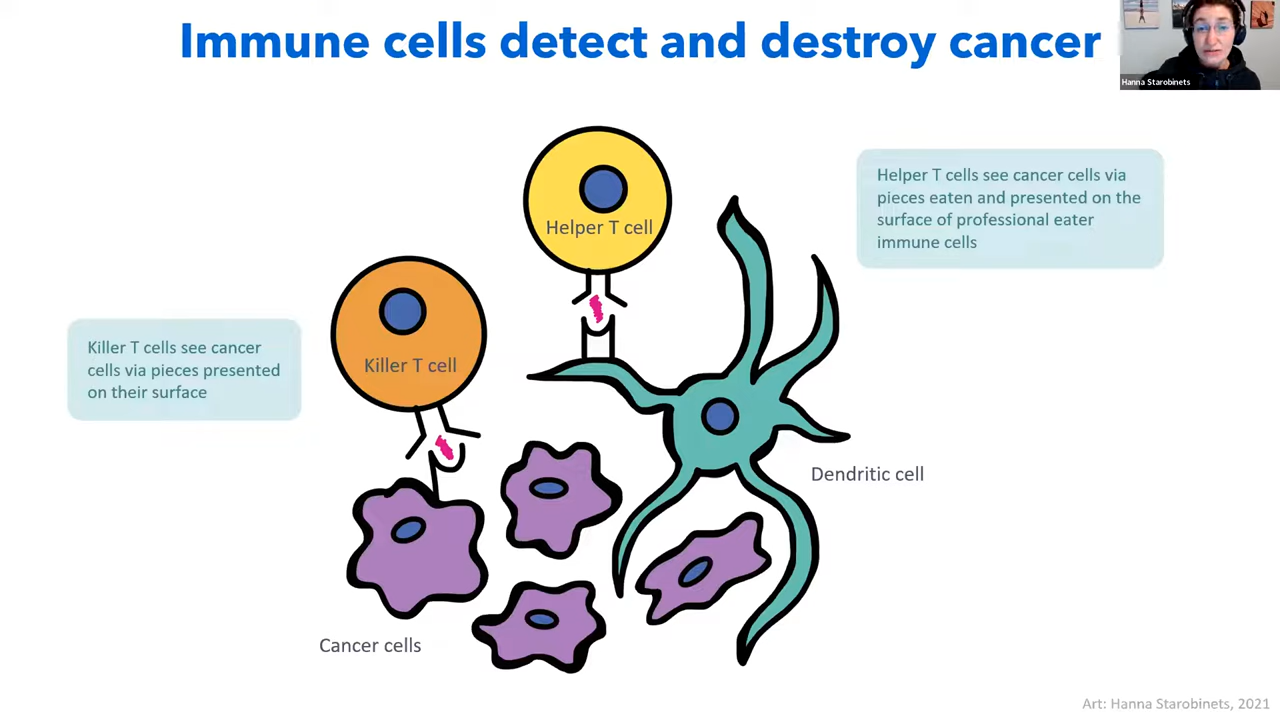 Immune cells detect and destroy cancer
Hanna Starobinets
Helper T cells see cancer cells via
pieces eaten and presented on the
surface of professional eater
immune cells
Helper T cell
Killer T cells see cancer
cells via pieces presented
on their surface
Killer T cell
Dendritic cell
Cancer cells
Art: Hanna Starobinets, 2021